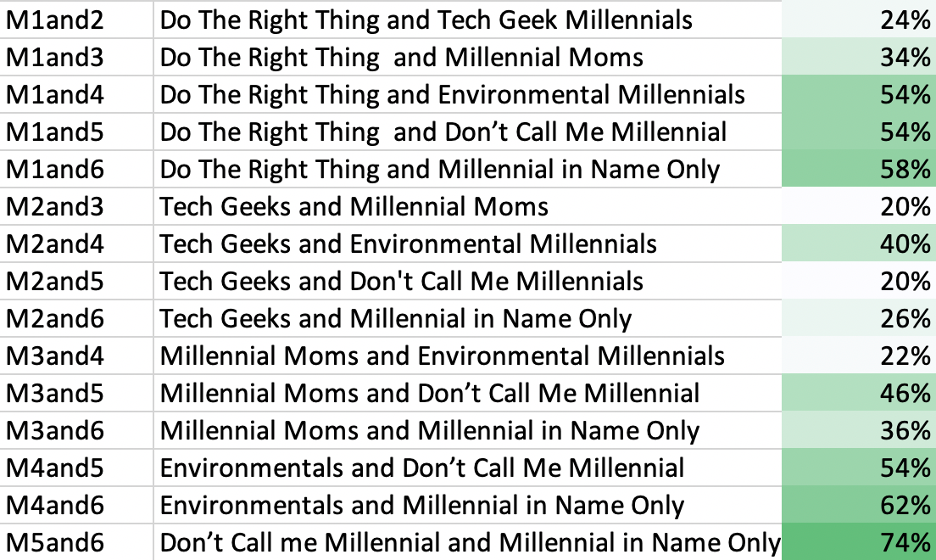 M1and2 Do The Right Thing and Tech Geek Millennials 24%
M1and3 Do The Right Thing  and Millennial Moms 34%
M1and4 Do The Right Thing and Environmental Millennials 54%
M1and5 Do The Right Thing  and Don’t Call Me Millennial 54%
M1and6 Do The Right Thing and Millennial in Name Only 58%
M2and3 Tech Geeks and Millennial Moms 20%
M2and4 Tech Geeks and Environmental Millennials 40%
M2and5 Tech Geeks and Don't Call Me Millennials 20%
M2and6 Tech Geeks and Millennial in Name Only 26%
M3and4 Millennial Moms and Environmental Millennials 22%
M3and5 Millennial Moms and Don’t Call Me Millennial 46%
M3and6 Millennial Moms and Millennial in Name Only 36%
M4and5 Environmentals and Don’t Call Me Millennial 54%
M4and6 Environmentals and Millennial in Name Only 62%
M5and6 Don’t Call me Millennial and Millennial in Name Only 74%